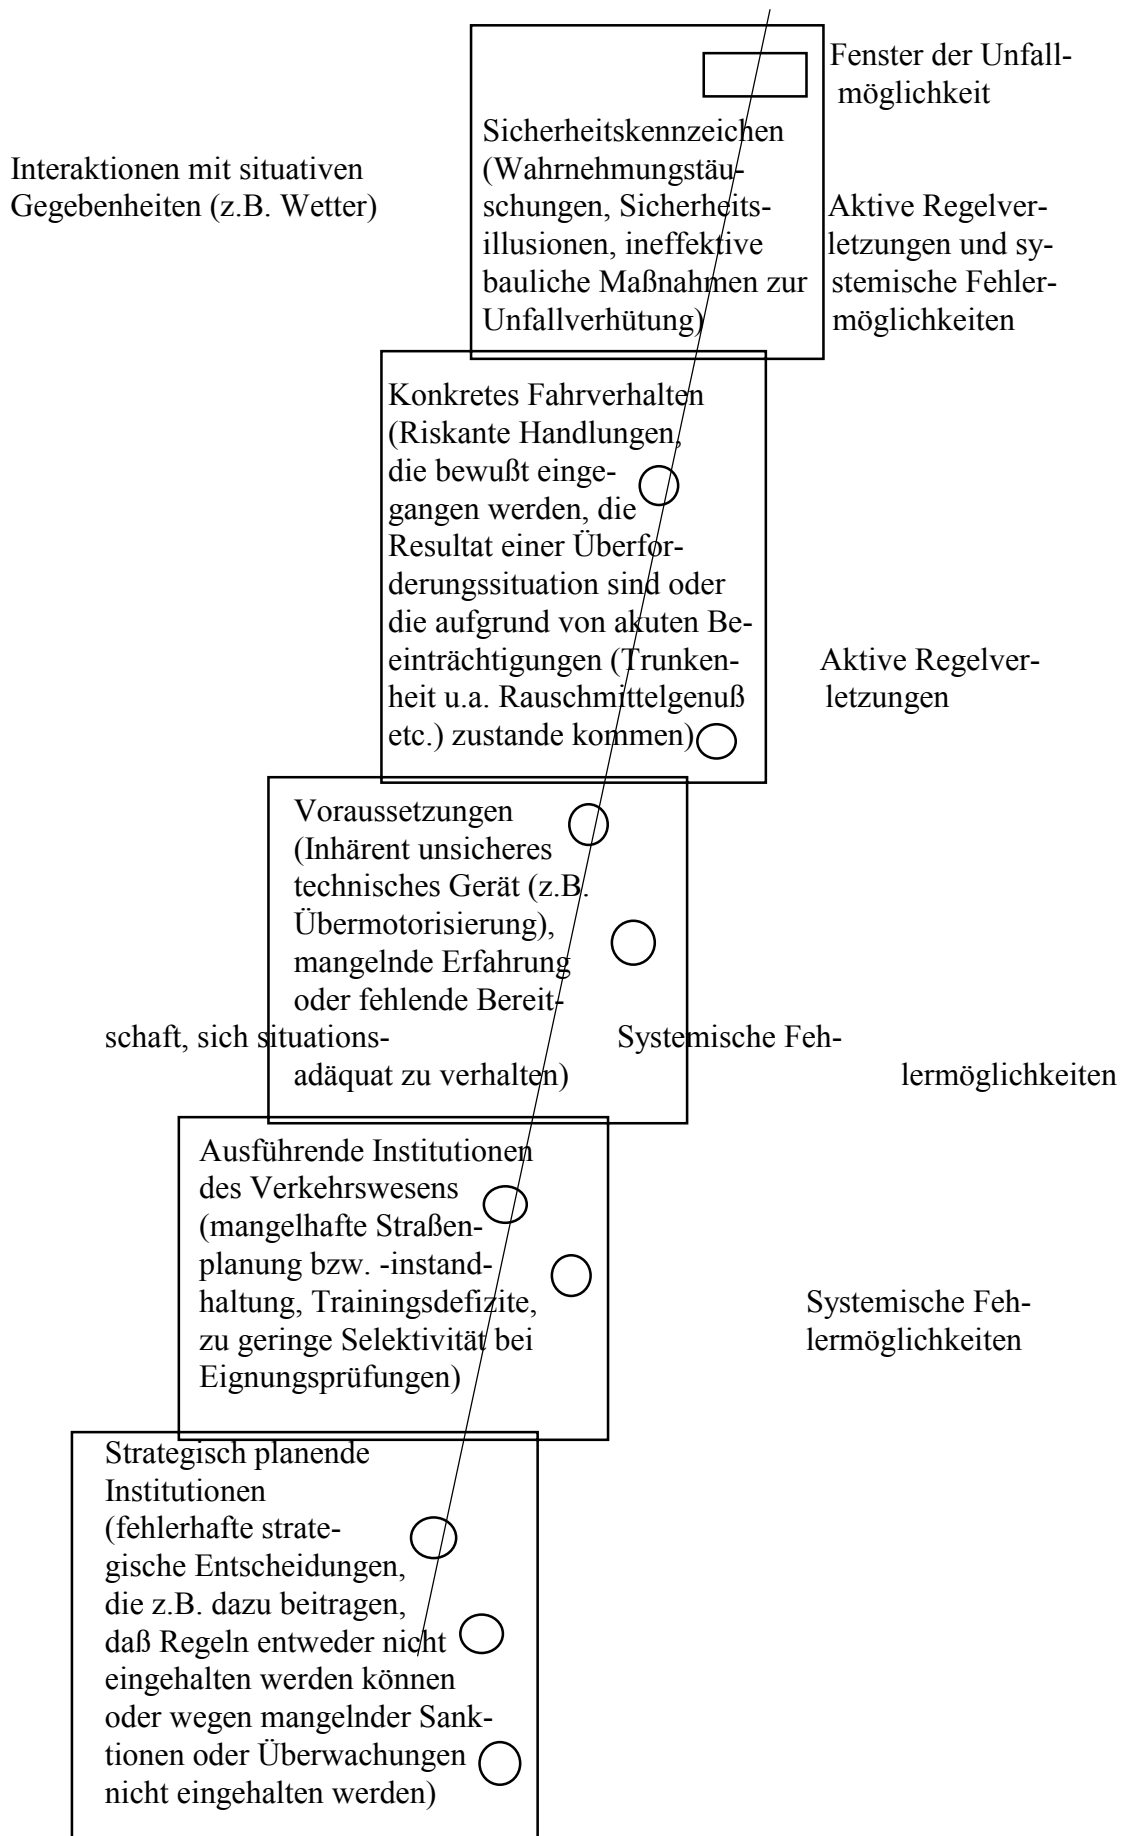 Fenster der Unfall-
möglichkeit
Sicherheitskennzeichen
(Wahrnehmungstäu-
schungen, Sicherheits-
illusionen, ineffektive
bauliche Maßnahmen zur
Unfallverhütung)
Interaktionen mit situativen
Gegebenheiten (z.B. Wetter)
Aktive Regelver-
letzungen und sy-
stemische Fehler-
möglichkeiten
Konkretes Fahrverhalten
(Riskante Handlungen,
die bewußt einge-
gangen werden, die
Resultat einer Überfor-
derungssituation sind oder
die aufgrund von akuten Be-
einträchtigungen (Trunken-
heit u.a. Rauschmittelgenuß
etc.) zustande kommen)
Aktive Regelver-
letzungen
Voraussetzungen
(Inhärent unsicheres
technisches Gerät (z.B.
Übermotorisierung),
mangelnde Erfahrung
oder fehlende Bereit-
schaft, sich situations-
adäquat zu verhalten)
Systemische Feh-
lermöglichkeiten
Ausführende Institutionen
des Verkehrswesens
(mangelhafte Straßen-
planung bzw. -instand-
haltung, Trainingsdefizite,
zu geringe Selektivität bei
Eignungsprüfungen)
Systemische Feh-
lermöglichkeiten
Strategisch planende
Institutionen
(fehlerhafte strate-
gische Entscheidungen,
die z.B. dazu beitragen,
daß Regeln entweder nicht
eingehalten werden können
oder wegen mangelnder Sank-
tionen oder Überwachungen
nicht eingehalten werden)